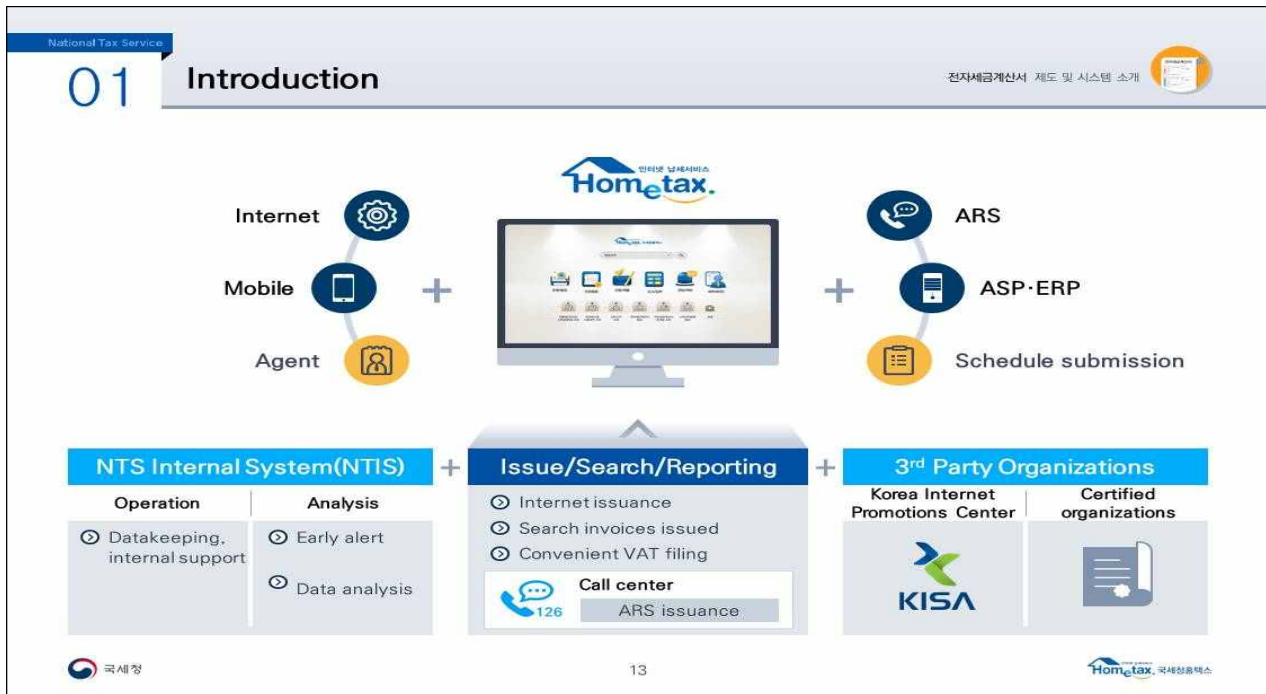 National Tax Service
01
Introduction
전자세금계산서 제도 및 시스템 소개
인터넷 납세서비스
Hometax.
Internet
Mobile
Agent
+
+
ARS
ASP·ERP
Schedule submission
NTS Internal System(NTIS)
+
Issue/Search/Reporting
+
3rd Party Organizations
Operation
Analysis
Datakeeping,
internal support
Early alert
Data analysis
Internet issuance
Search invoices issued
Convenient VAT filing
Call center
126
ARS issuance
Korea Internet
Promotions Center
Certified
organizations
KISA
국세청
13
Hometax. 국세청홈택스